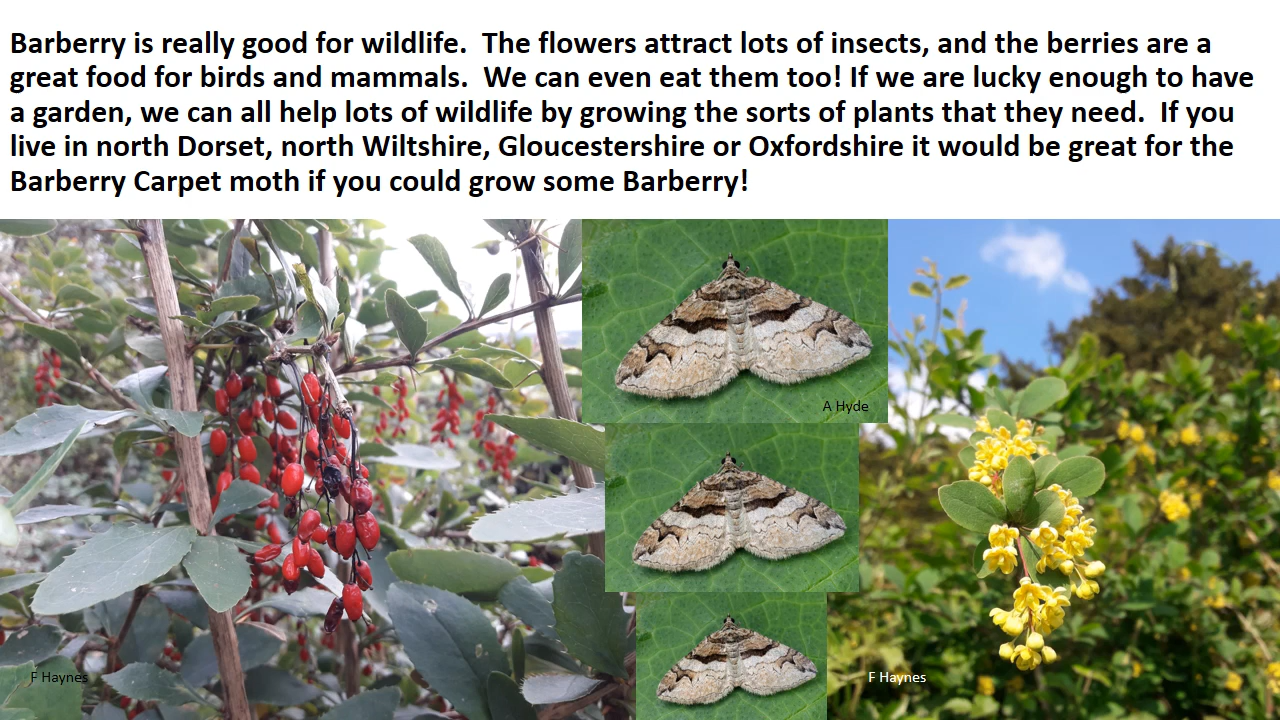 Barberry is really good for wildlife.  The flowers attract lots of insects, and the berries are a
great food for birds and mammals.  We can even eat them too! If we are lucky enough to have
a garden, we can all help lots of wildlife by growing the sorts of plants that they need.  If you
live in north Dorset, north Wiltshire, Gloucestershire or Oxfordshire it would be great for the
Barberry Carpet moth if you could grow some Barberry!
A Hyde
F Haynes
F Haynes